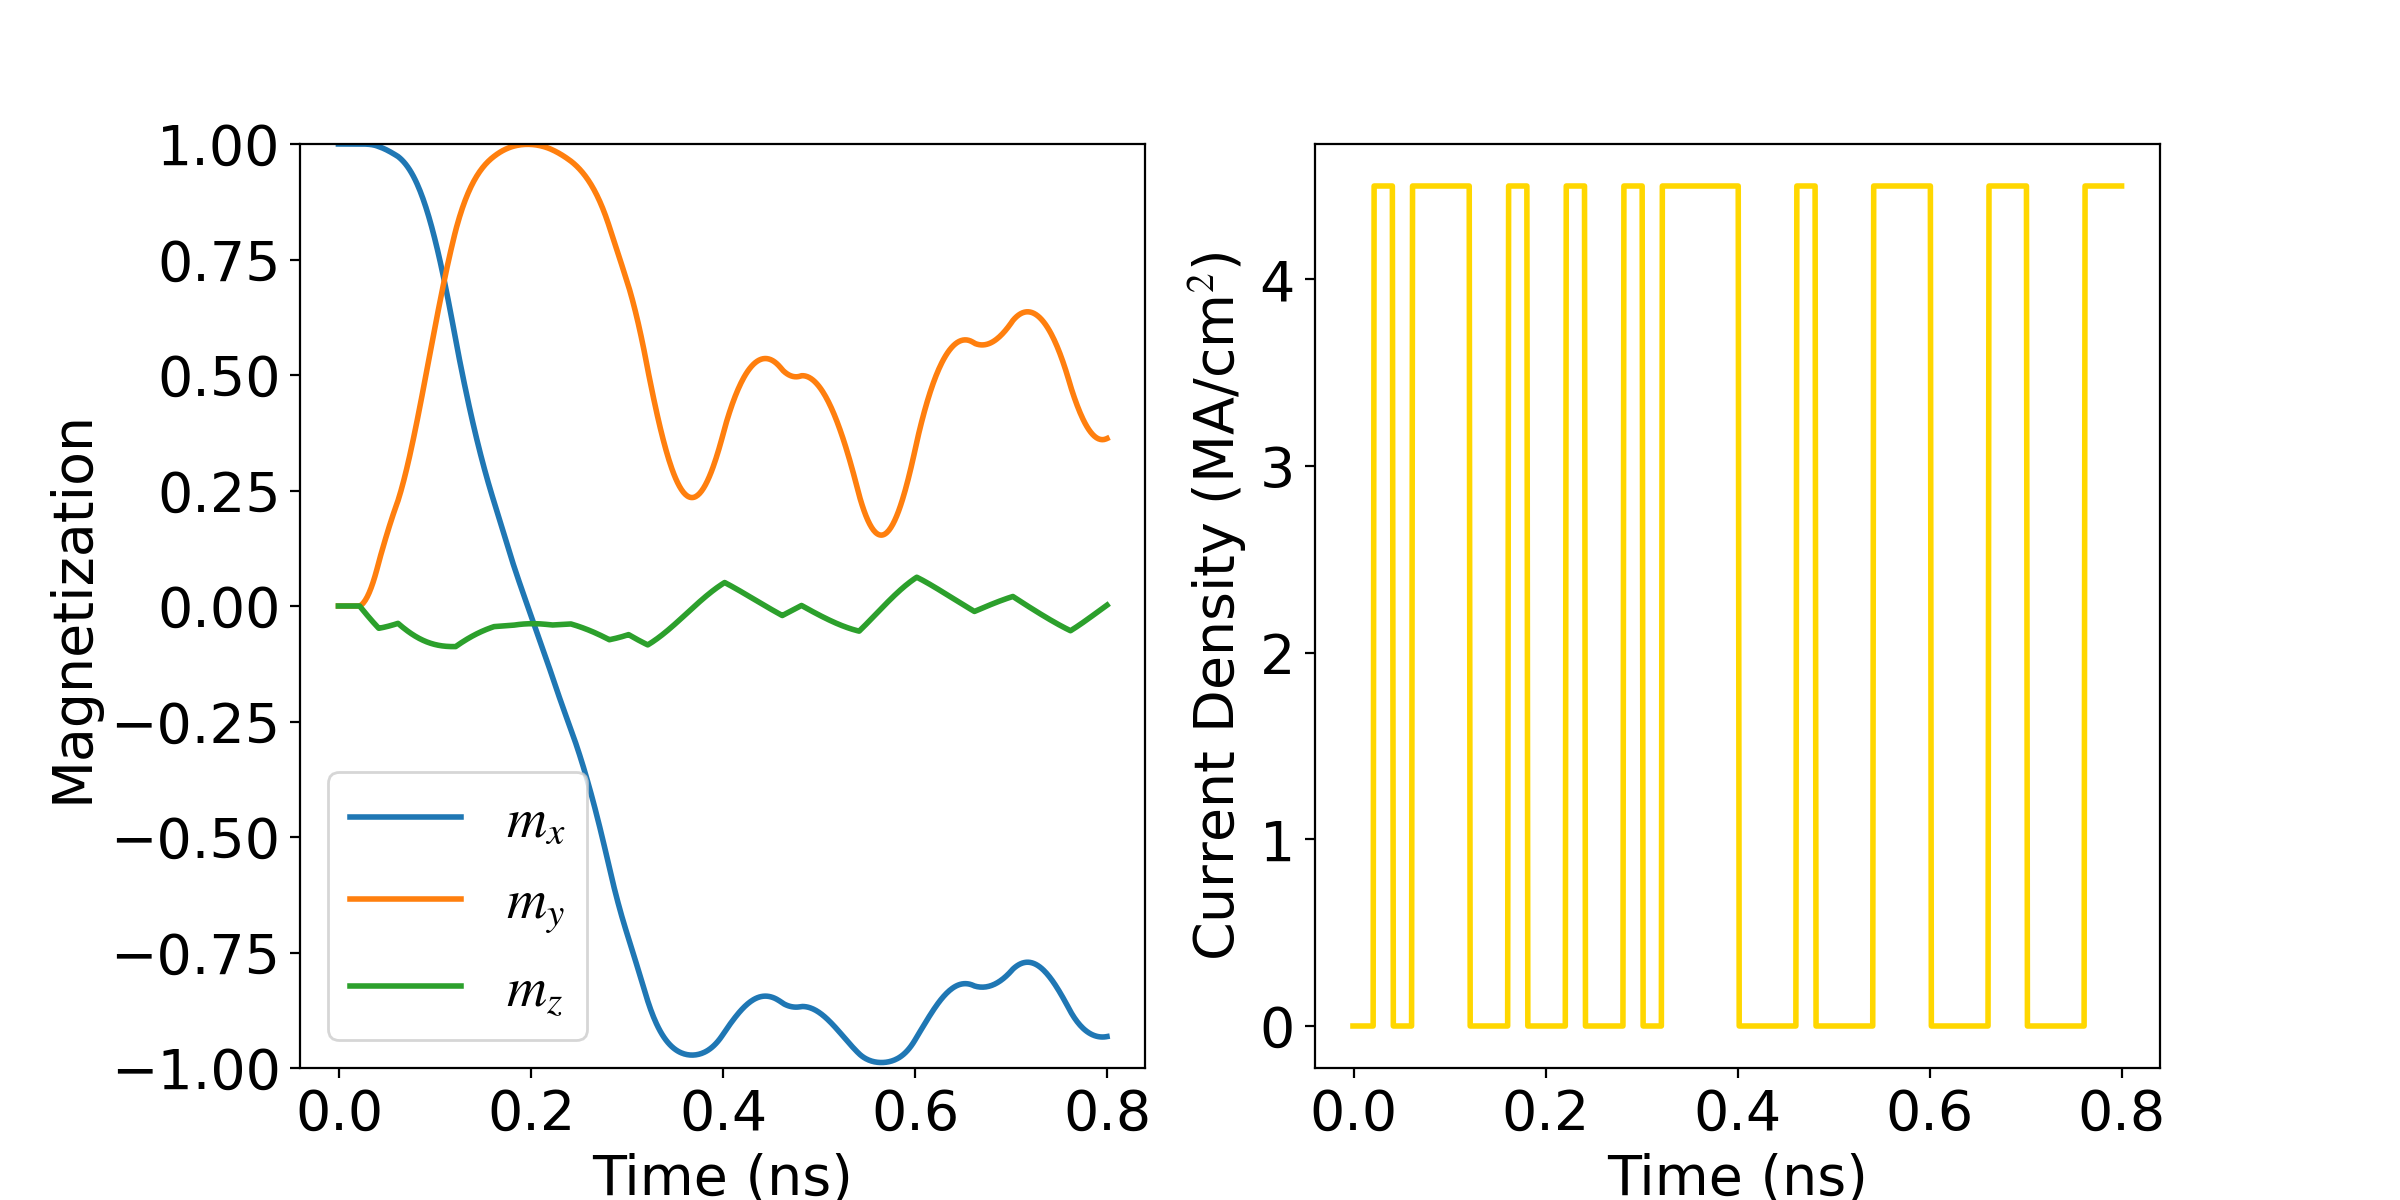 1.00
0.75
0.50
0.25
0.00
−0.25
−0.50
−0.75
−1.00
Magnetization
m_x
m_y
m_z
0.0 0.2 0.4 0.6 0.8
Time (ns)
4
3
2
1
0
Current Density (MA/cm²)
0.0 0.2 0.4 0.6 0.8
Time (ns)